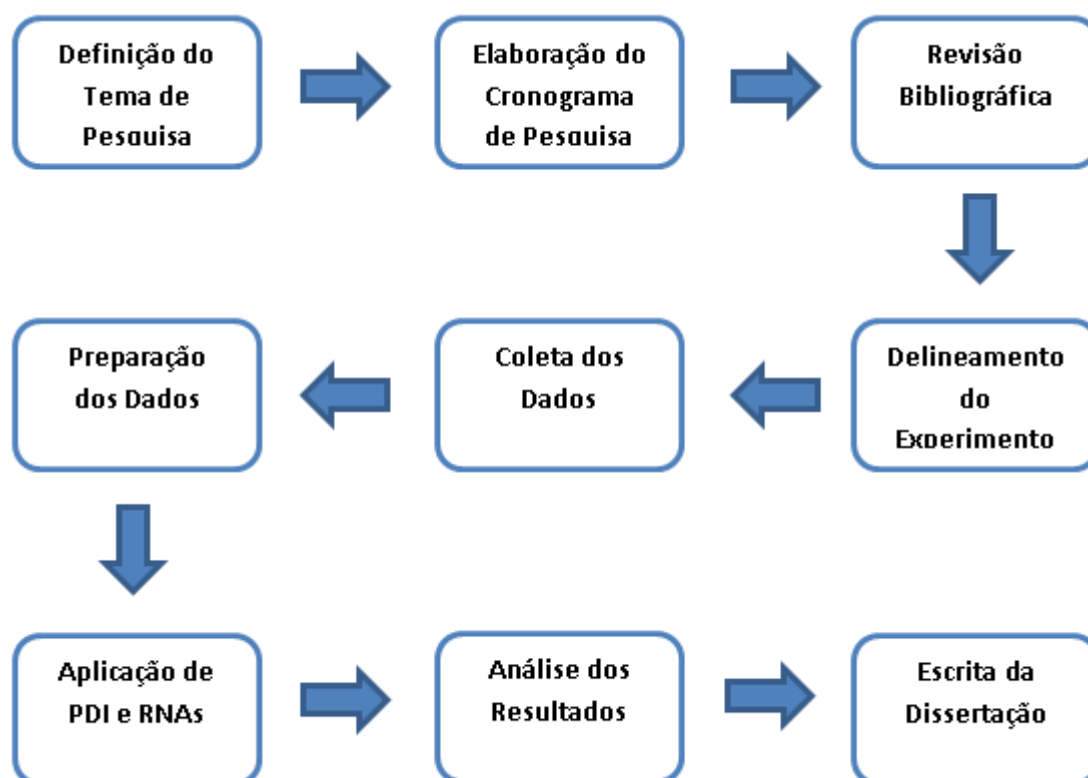 Definição do
Tema de
Pesquisa
Elaboração do
Cronograma
de Pesquisa
Revisão
Bibliográfica
Delineamento
do
Experimento
Coleta dos
Dados
Preparação
dos Dados
Aplicação de
PDI e RNAs
Análise dos
Resultados
Escrita da
Dissertação